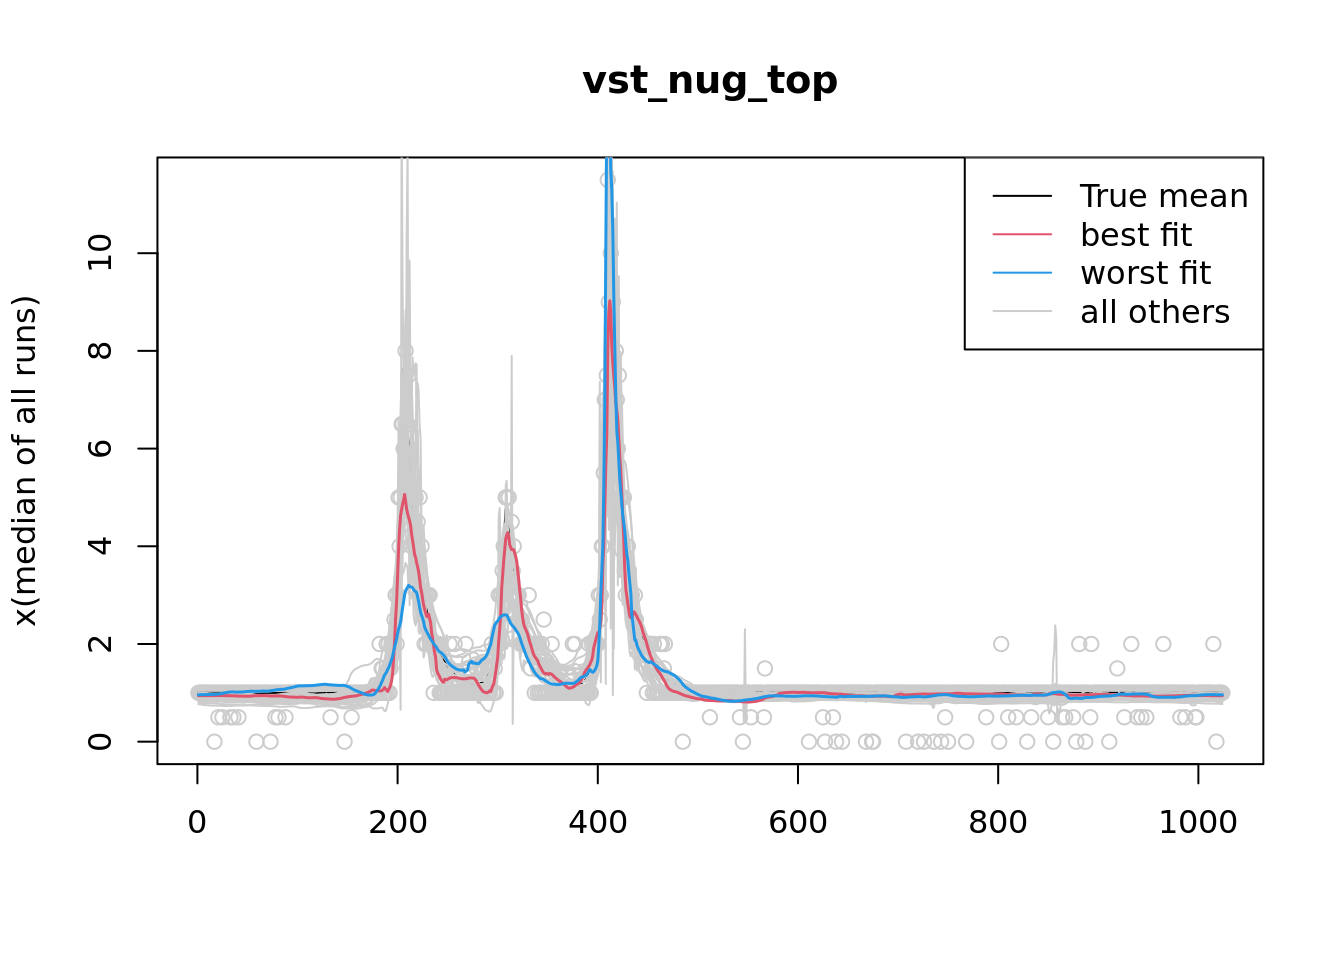 vst_nug_top
x(median of all runs)
10
8
6
4
2
0
True mean
best fit
worst fit
all others
0 200 400 600 800 1000